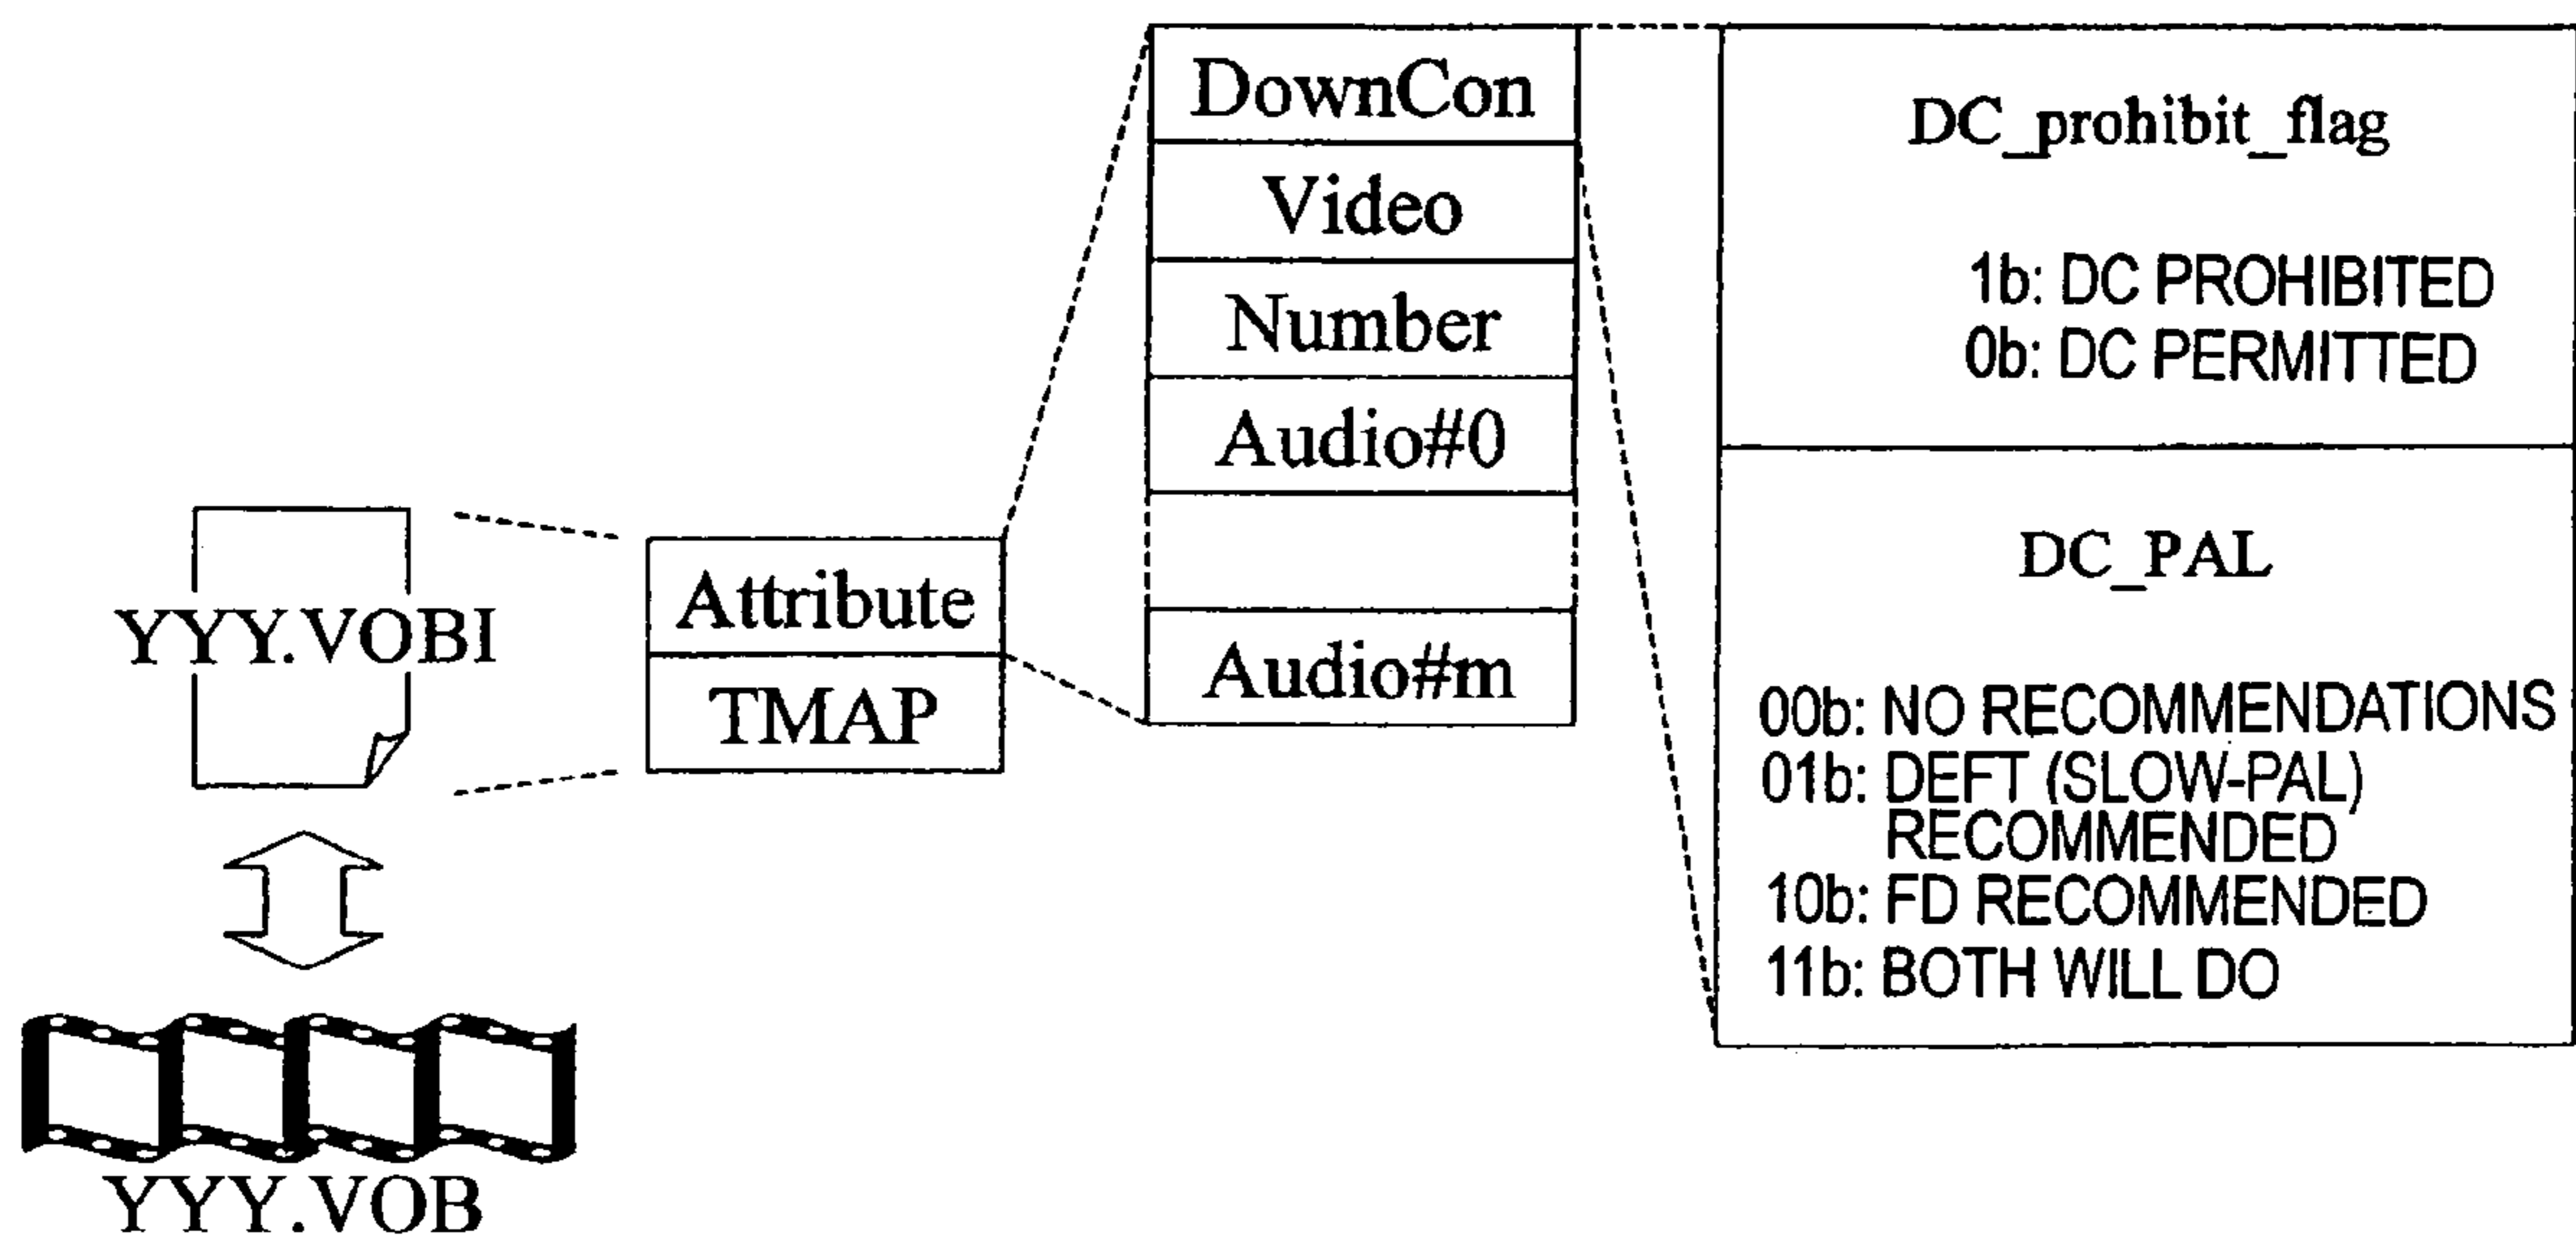 YYY.VOBI
YYY.VOB
Attribute
TMAP
DownCon
Video
Number
Audio#0
Audio#m
DC_prohibit_flag
1b: DC PROHIBITED
0b: DC PERMITTED
DC_PAL
00b: NO RECOMMENDATIONS
01b: DEFT (SLOW-PAL)
RECOMMENDED
10b: FD RECOMMENDED
11b: BOTH WILL DO